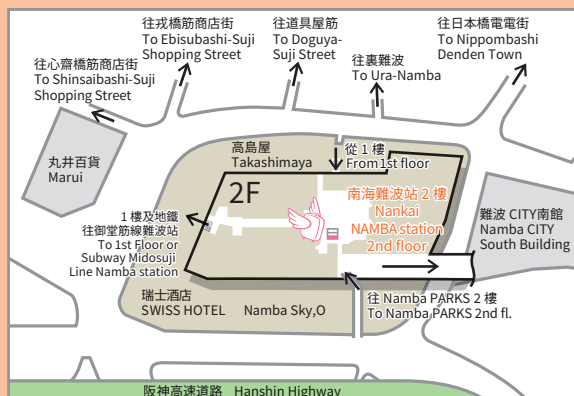 往戎橋筋商店街
To Ebisubashi-Suji
Shopping Street
往道具屋筋
To Doguya-
Suji Street
往日本橋電電街
To Nippombashi
Denden Town
往心齋橋筋商店街
To Shinsaibashi-Suji
Shopping Street
往裏難波
To Ura-Namba
丸井百貨
Marui
高島屋
Takashimaya
從 1 樓
From1st floor
2F
南海難波站 2 樓
Nankai
NAMBA station
2nd floor
難波 CITY南館
Namba CITY
South Building
1 樓及地鐵
往御堂筋線難波站
To 1st Floor or
Subway Midosuji
Line Namba station
瑞士酒店
SWISS HOTEL
Namba Sky,O
往 Namba PARKS 2 樓
To Namba PARKS 2nd fl.
阪神高速道路 Hanshin Highway